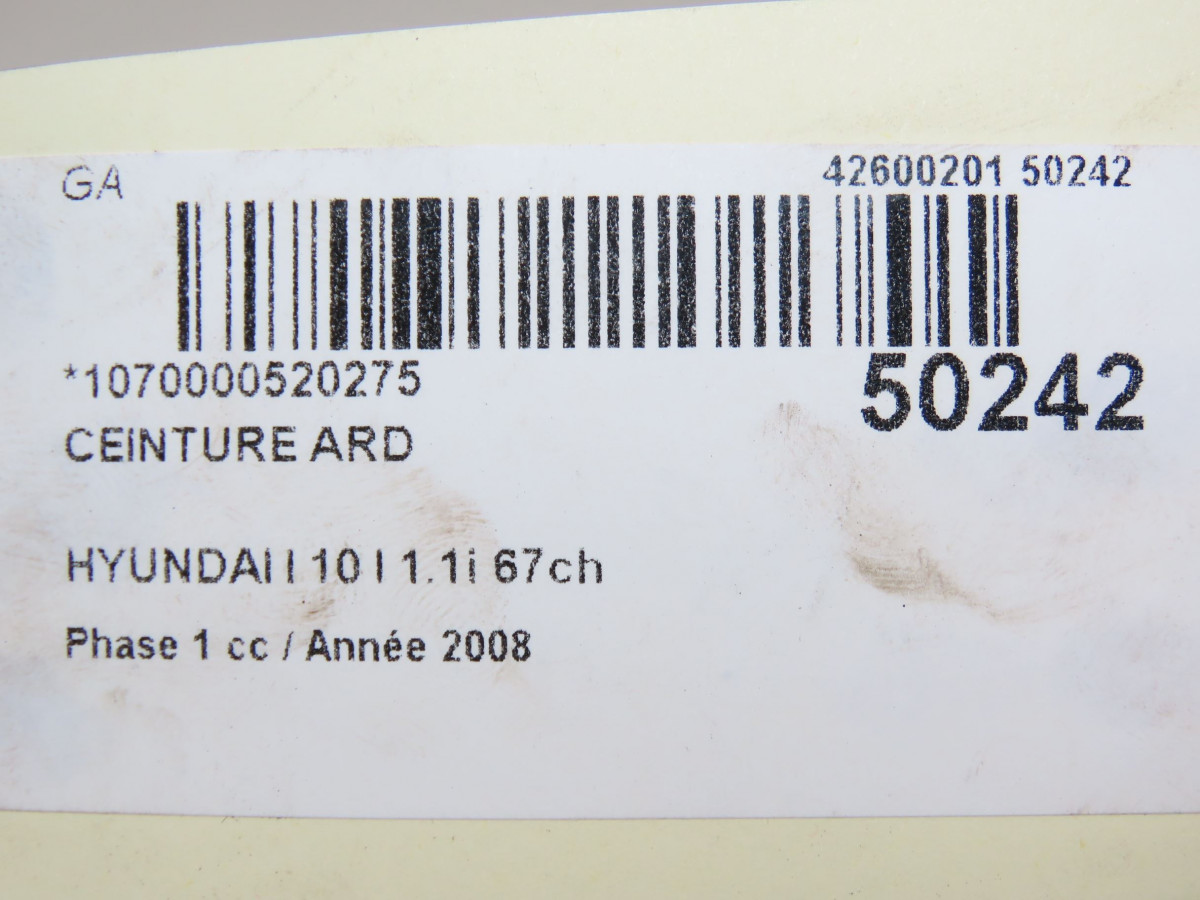 GA
42600201 50242
*1070000520275
50242
CEINTURE ARD
HYUNDAI I 10 I 1.1i 67ch
Phase 1 cc / Année 2008